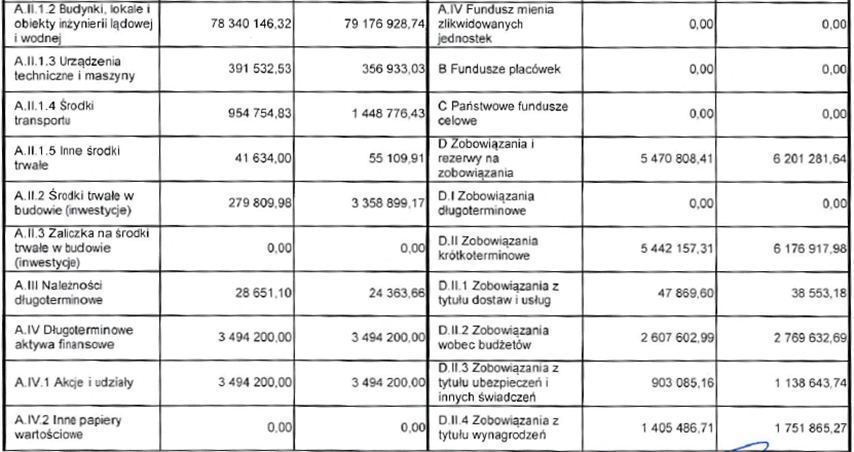 A.II.1.2 Budynki, lokale i
obiekty inżynierii lądowej
i wodnej
78 340 146,32
79 176 928,74
A.IV Fundusz mienia
zlikwidowanych
jednostek
0,00
0,00
A.II.1.3 Urządzenia
techniczne i maszyny
391 532,53
356 933,03
B Fundusze placówek
0,00
0,00
A.II.1.4 Środki
transportu
954 754,83
1 448 776,43
C Państwowe fundusze
celowe
0,00
0,00
A.II.1.5 Inne środki
trwałe
41 634,00
55 109,91
D Zobowiązania i
rezerwy na
zobowiązania
5 470 808,41
6 201 281,64
A.II.2 Środki trwałe w
budowie (inwestycje)
279 809,98
3 358 899,17
D.I Zobowiązania
długoterminowe
0,00
0,00
A.II.3 Zaliczka na środki
trwałe w budowie
(inwestycje)
0,00
0,00
D.II Zobowiązania
krótkoterminowe
5 442 157,31
6 176 917,98
A.III Należności
długoterminowe
28 651,10
24 363,66
D.II.1 Zobowiązania z
tytułu dostaw i usług
47 869,60
38 553,18
A.IV Długoterminowe
aktywa finansowe
3 494 200,00
3 494 200,00
D.II.2 Zobowiązania
wobec budżetów
2 607 602,99
2 769 632,69
A.IV.1 Akcje i udziały
3 494 200,00
3 494 200,00
D.II.3 Zobowiązania z
tytułu ubezpieczeń i
innych świadczeń
903 085,16
1 138 643,74
A.IV.2 Inne papiery
wartościowe
0,00
0,00
D.II.4 Zobowiązania z
tytułu wynagrodzeń
1 405 486,71
1 751 865,27